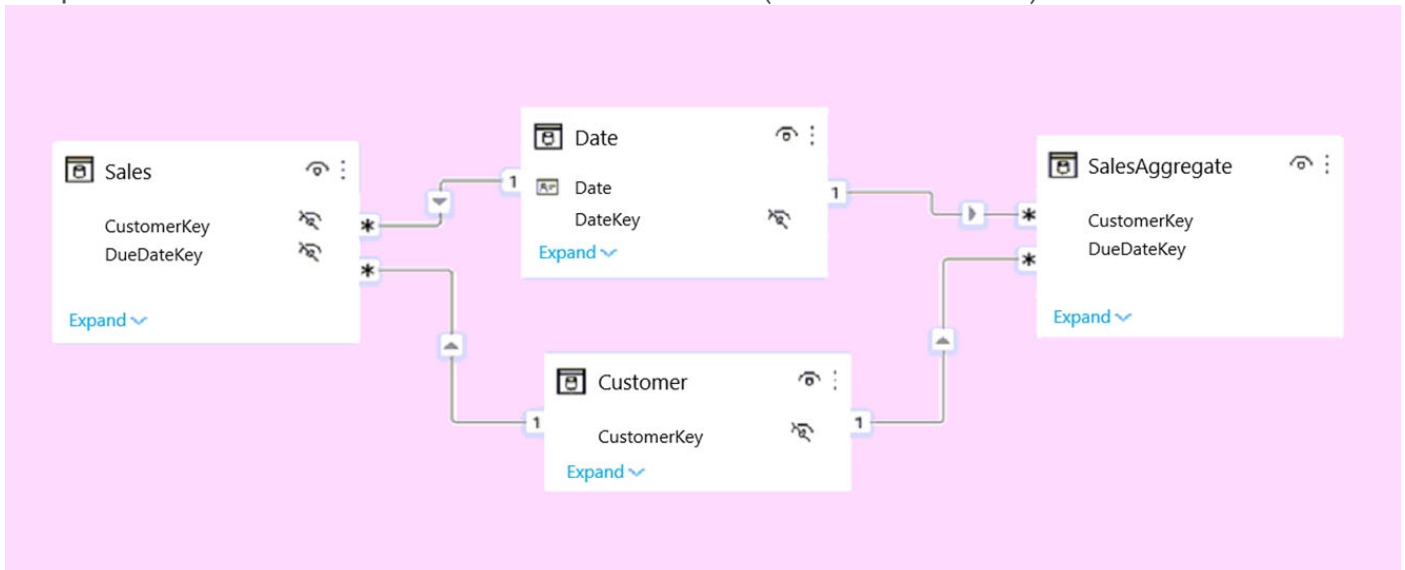 Sales
CustomerKey
DueDateKey
Expand
*
*
1
Date
Date
DateKey
Expand
1
1
Customer
CustomerKey
Expand
1
*
*
SalesAggregate
CustomerKey
DueDateKey
Expand